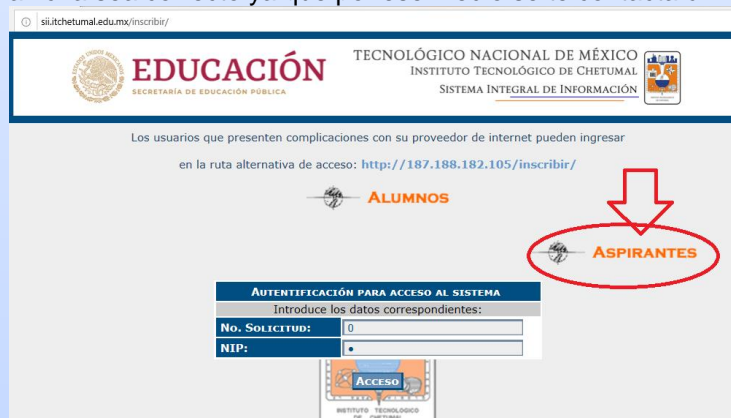 sii.itchetumal.edu.mx/inscribir/
EDUCACIÓN
SECRETARÍA DE EDUCACIÓN PÚBLICA
TECNOLÓGICO NACIONAL DE MÉXICO
INSTITUTO TECNOLÓGICO DE CHETUMAL
SISTEMA INTEGRAL DE INFORMACIÓN
Los usuarios que presenten complicaciones con su proveedor de internet pueden ingresar
en la ruta alternativa de acceso: http://187.188.182.105/inscribir/
ALUMNOS
ASPIRANTES
AUTENTIFICACIÓN PARA ACCESO AL SISTEMA
Introduce los datos correspondientes:
No. SOLICITUD: 0
NIP: •
ACCESO
INSTITUTO TECNOLOGICO
DE CHETUMAL